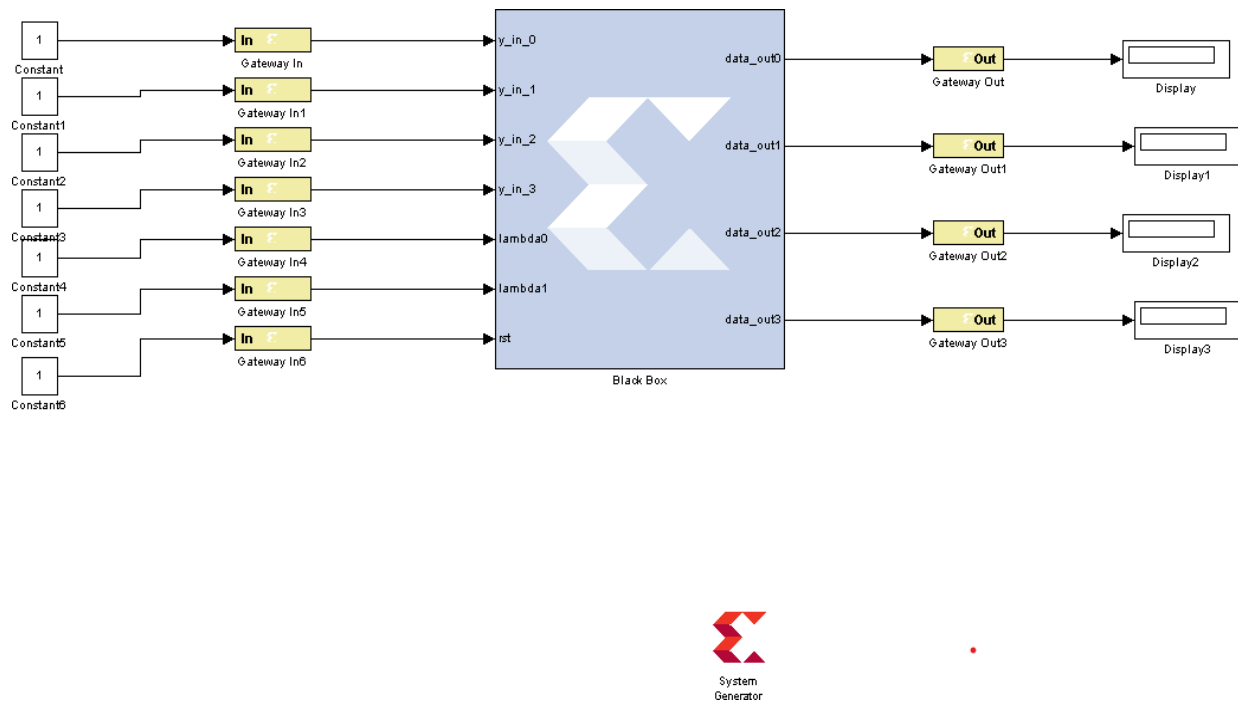 1
Constant
In
Gateway In
y_in_0
data_out0
Out
Gateway Out
Display
1
Constant1
In
Gateway In1
y_in_1
data_out1
Out
Gateway Out1
Display1
1
Constant2
In
Gateway In2
y_in_2
1
Constant3
In
Gateway In3
y_in_3
data_out2
Out
Gateway Out2
Display2
1
Constant4
In
Gateway In4
lambda0
1
Constant5
In
Gateway In5
lambda1
data_out3
Out
Gateway Out3
Display3
1
Constant6
In
Gateway In6
rst
Black Box
System
Generator